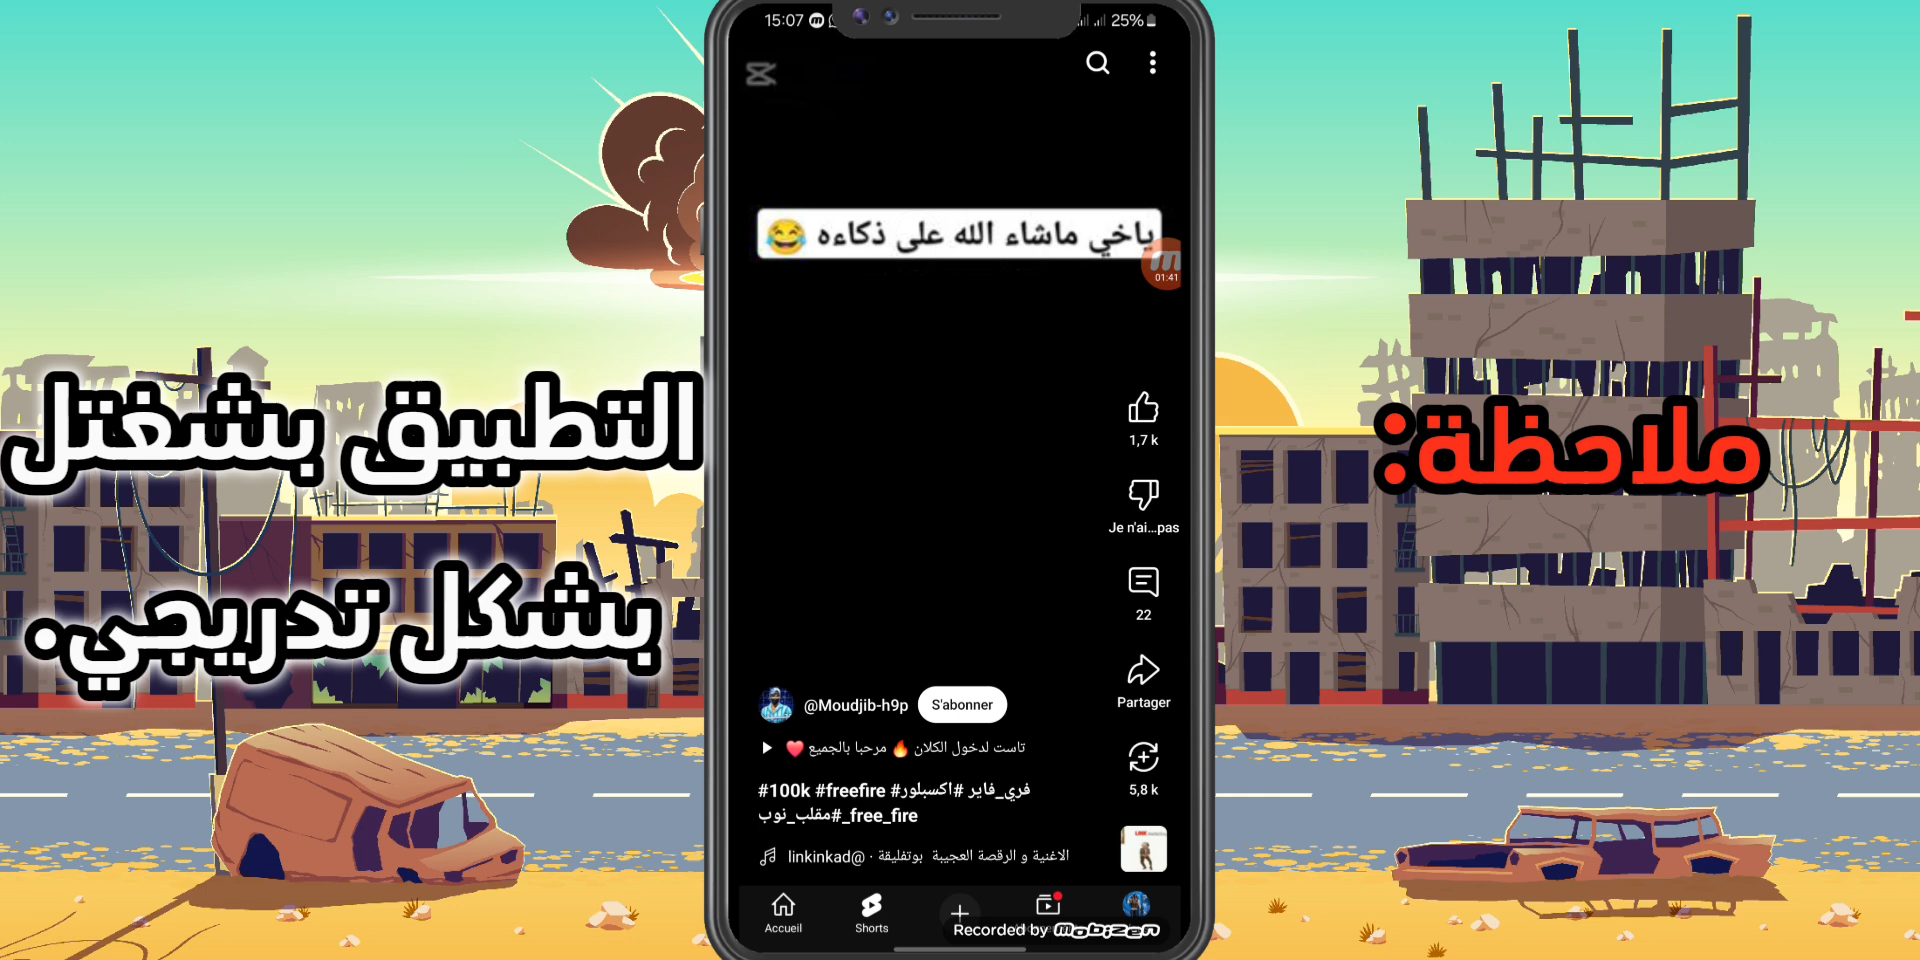 15:07
25%
ياخي ماشاء الله على ذكاءه 😂
01:41
ملاحظة:
التطبيق بشغتل
بشكل تدريجي.
1,7 k
Je n'ai...pas
22
Partager
5,8 k
@Moudjib-h9p
S'abonner
تاست لدخول الكلان 🔥 مرحبا بالجميع ❤️
#100k #freefire #فري_فاير #اكسبلور
#مقلب_نوب_free_fire
linkinkad@ · الاغنية و الرقصة العجيبة بوتفليقة
Accueil
Shorts
Recorded by mobizen